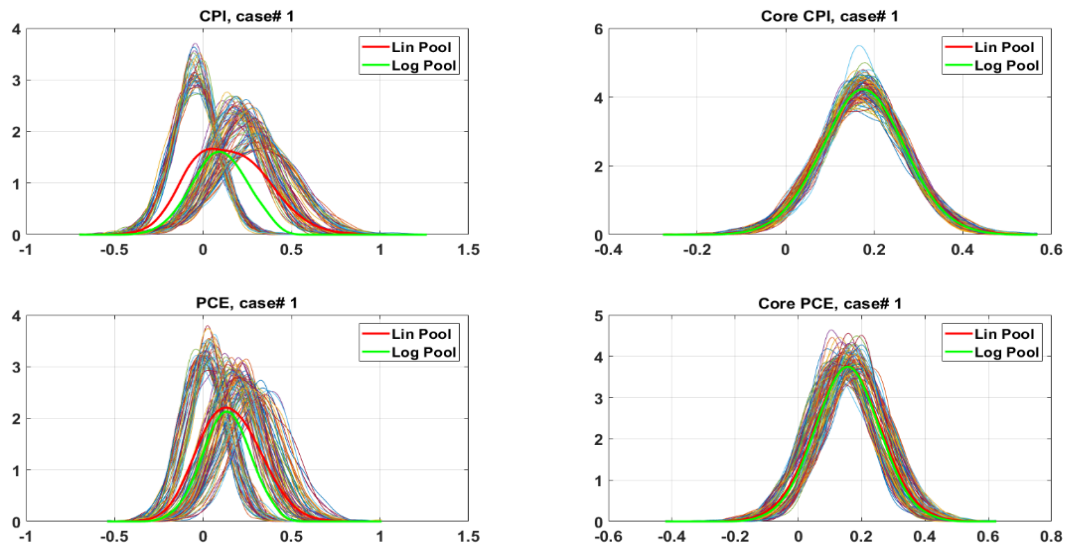 CPI, case# 1
4
3
2
1
0
-1 -0.5 0 0.5 1 1.5
Lin Pool
Log Pool
Core CPI, case# 1
6
4
2
0
-0.4 -0.2 0 0.2 0.4 0.6
Lin Pool
Log Pool
PCE, case# 1
4
3
2
1
0
-1 -0.5 0 0.5 1 1.5
Lin Pool
Log Pool
Core PCE, case# 1
5
4
3
2
1
0
-0.6 -0.4 -0.2 0 0.2 0.4 0.6 0.8
Lin Pool
Log Pool